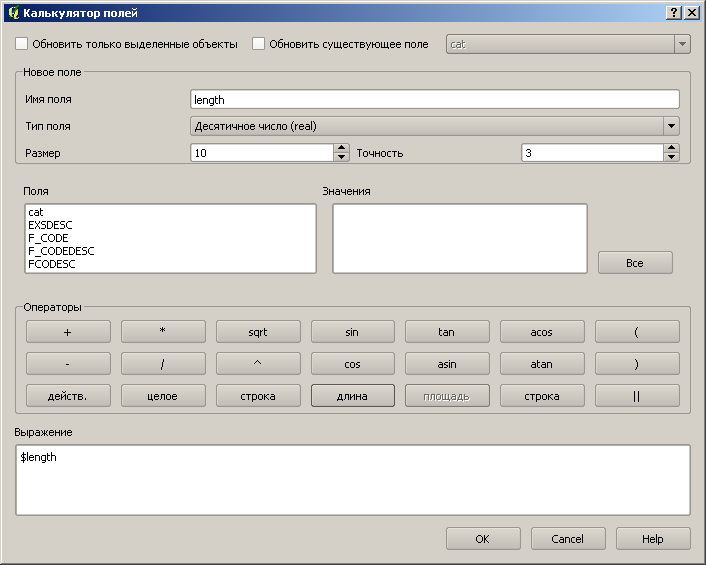 Калькулятор полей
Обновить только выделенные объекты Обновить существующее поле cat
Новое поле
Имя поля length
Тип поля Десятичное число (real)
Размер 10 Точность 3
Поля Значения
cat
EXSDESC
F_CODE
F_CODEDESC
FCODESC
Все
Операторы
+ * sqrt sin tan acos (
- / ^ cos asin atan )
действ. целое строка длина площадь строка ||
Выражение
$length
OK Cancel Help